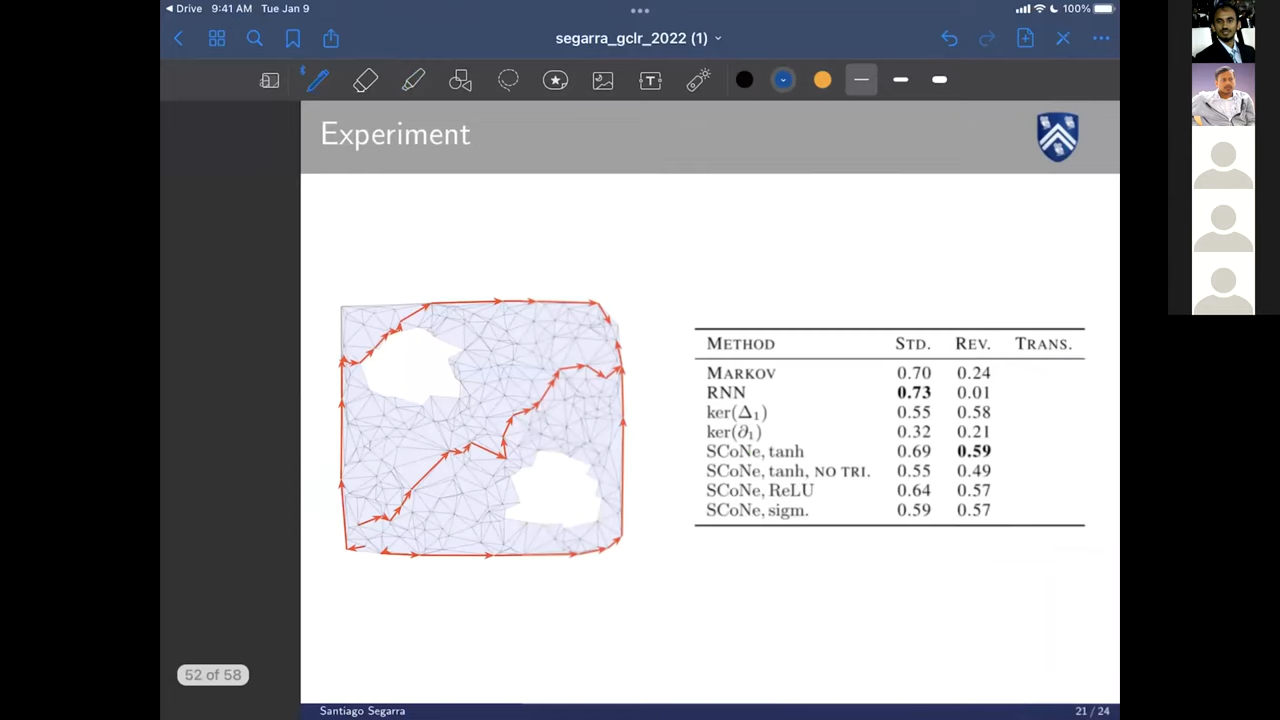 Drive 9:41 AM Tue Jan 9
100%
segarra_gclr_2022 (1)
T
Experiment
METHOD STD. REV. TRANS.
MARKOV 0.70 0.24
RNN 0.73 0.01
ker(Δ₁) 0.55 0.58
ker(∂₁) 0.32 0.21
SCoNe, tanh 0.69 0.59
SCoNe, tanh, NO TRI. 0.55 0.49
SCoNe, ReLU 0.64 0.57
SCoNe, sigm. 0.59 0.57
52 of 58
Santiago Segarra 21 / 24